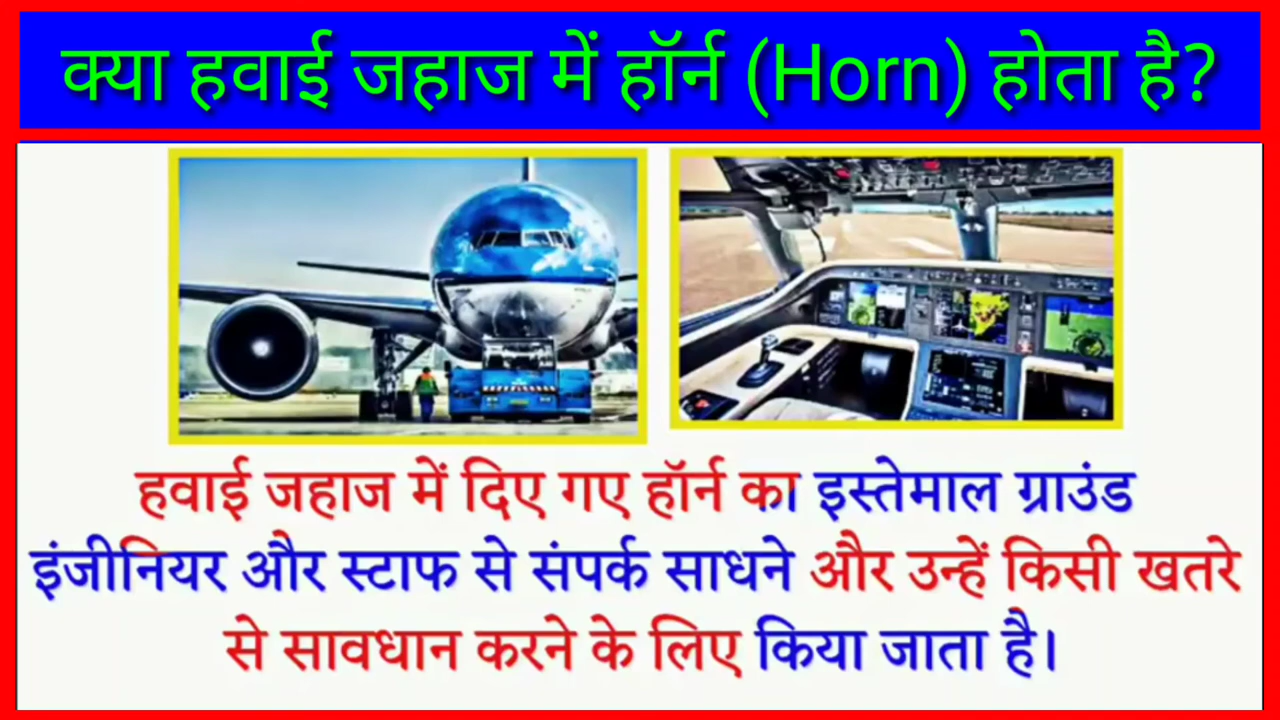 क्या हवाई जहाज में हॉर्न (Horn) होता है?
हवाई जहाज में दिए गए हॉर्न का इस्तेमाल ग्राउंड
इंजीनियर और स्टाफ से संपर्क साधने और उन्हें किसी खतरे
से सावधान करने के लिए किया जाता है।